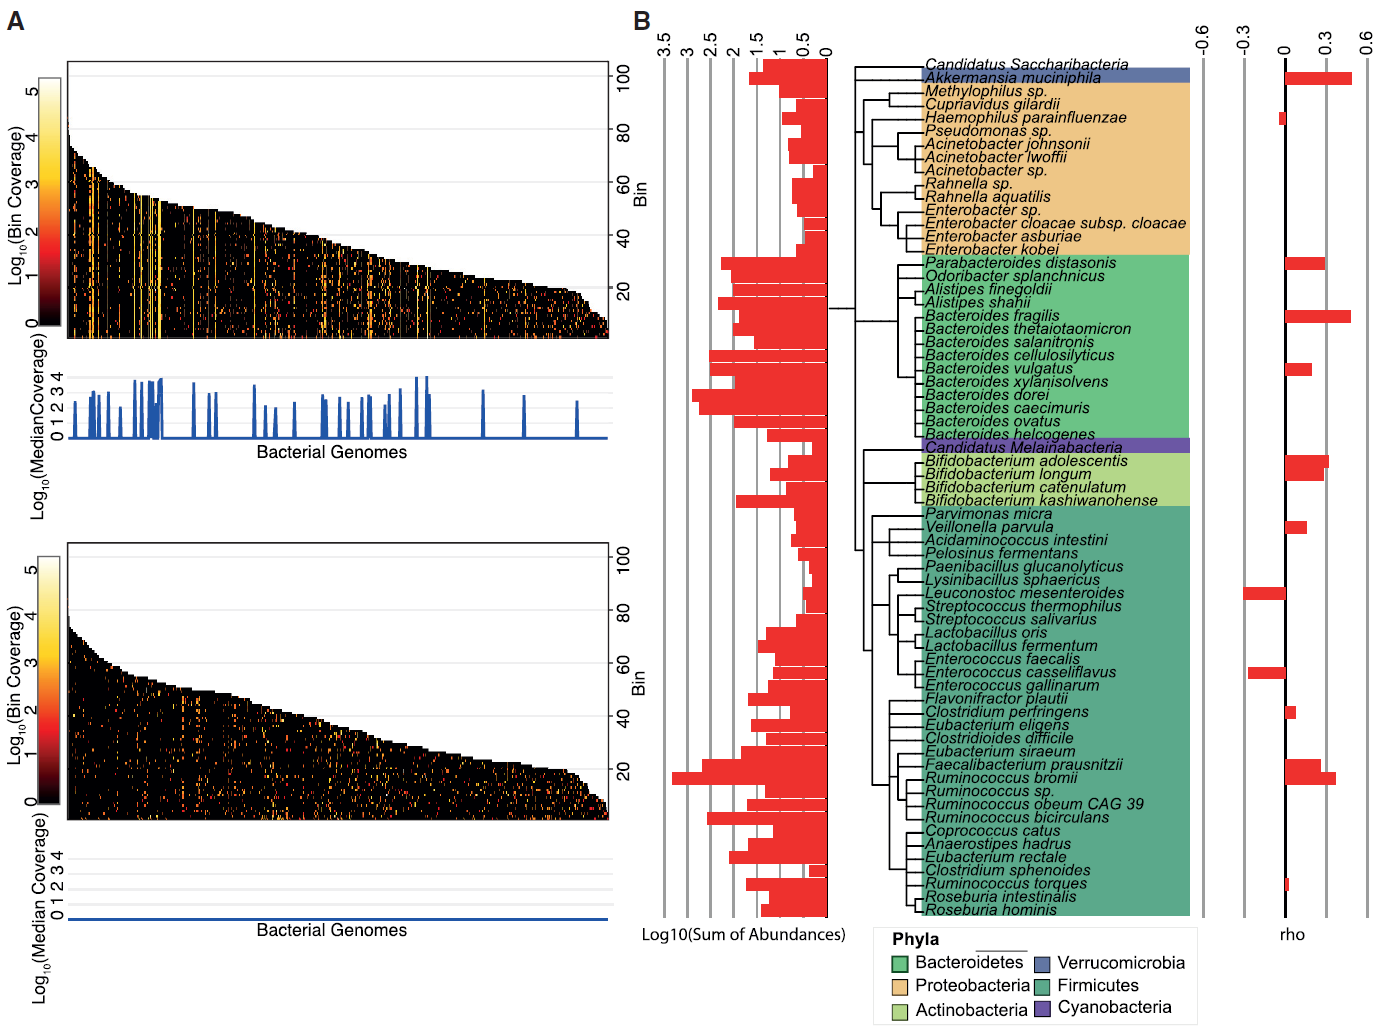 A
Log10(Bin Coverage)
0 1 2 3 4 5
100
80
60
40
20
Bin
Log10(MedianCoverage)
0 1 2 3 4
Bacterial Genomes
Log10(Bin Coverage)
0 1 2 3 4 5
100
80
60
40
20
Bin
Log10(Median Coverage)
0 1 2 3 4
Bacterial Genomes
B
3.5 3 2.5 2 1.5 1 0.5 0
-0.6 -0.3 0 0.3 0.6
Candidatus Saccharibacteria
Akkermansia muciniphila
Methylophilus sp.
Cupriavidus gilardii
Haemophilus parainfluenzae
Pseudomonas sp.
Acinetobacter johnsonii
Acinetobacter lwoffii
Acinetobacter sp.
Rahnella sp.
Rahnella aquatilis
Enterobacter sp.
Enterobacter cloacae subsp. cloacae
Enterobacter asburiae
Enterobacter kobei
Parabacteroides distasonis
Odoribacter splanchnicus
Alistipes finegoldii
Alistipes shahii
Bacteroides fragilis
Bacteroides thetaiotaomicron
Bacteroides salanitronis
Bacteroides cellulosilyticus
Bacteroides vulgatus
Bacteroides xylanisolvens
Bacteroides dorei
Bacteroides caecimuris
Bacteroides ovatus
Bacteroides helcogenes
Candidatus Melainabacteria
Bifidobacterium adolescentis
Bifidobacterium longum
Bifidobacterium catenulatum
Bifidobacterium kashiwanohense
Parvimonas micra
Veillonella parvula
Acidaminococcus intestini
Pelosinus fermentans
Paenibacillus glucanolyticus
Lysinibacillus sphaericus
Leuconostoc mesenteroides
Streptococcus thermophilus
Streptococcus salivarius
Lactobacillus oris
Lactobacillus fermentum
Enterococcus faecalis
Enterococcus casseliflavus
Enterococcus gallinarum
Flavonifractor plautii
Clostridium perfringens
Eubacterium eligens
Clostridioides difficile
Eubacterium siraeum
Faecalibacterium prausnitzii
Ruminococcus bromii
Ruminococcus sp.
Ruminococcus obeum CAG 39
Ruminococcus bicirculans
Coprococcus catus
Anaerostipes hadrus
Eubacterium rectale
Clostridium sphenoides
Ruminococcus torques
Roseburia intestinalis
Roseburia hominis
Log10(Sum of Abundances)
rho
Phyla
Bacteroidetes
Verrucomicrobia
Proteobacteria
Firmicutes
Actinobacteria
Cyanobacteria